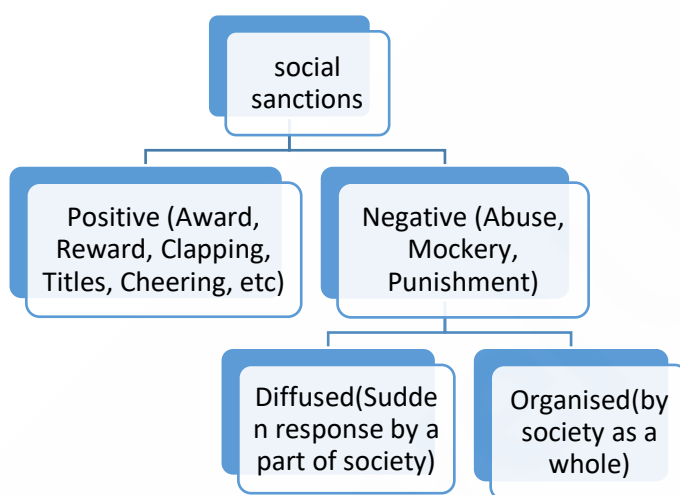 social
sanctions
Positive (Award,
Reward, Clapping,
Titles, Cheering, etc)
Negative (Abuse,
Mockery,
Punishment)
Diffused(Sudde
n response by a
part of society)
Organised(by
society as a
whole)